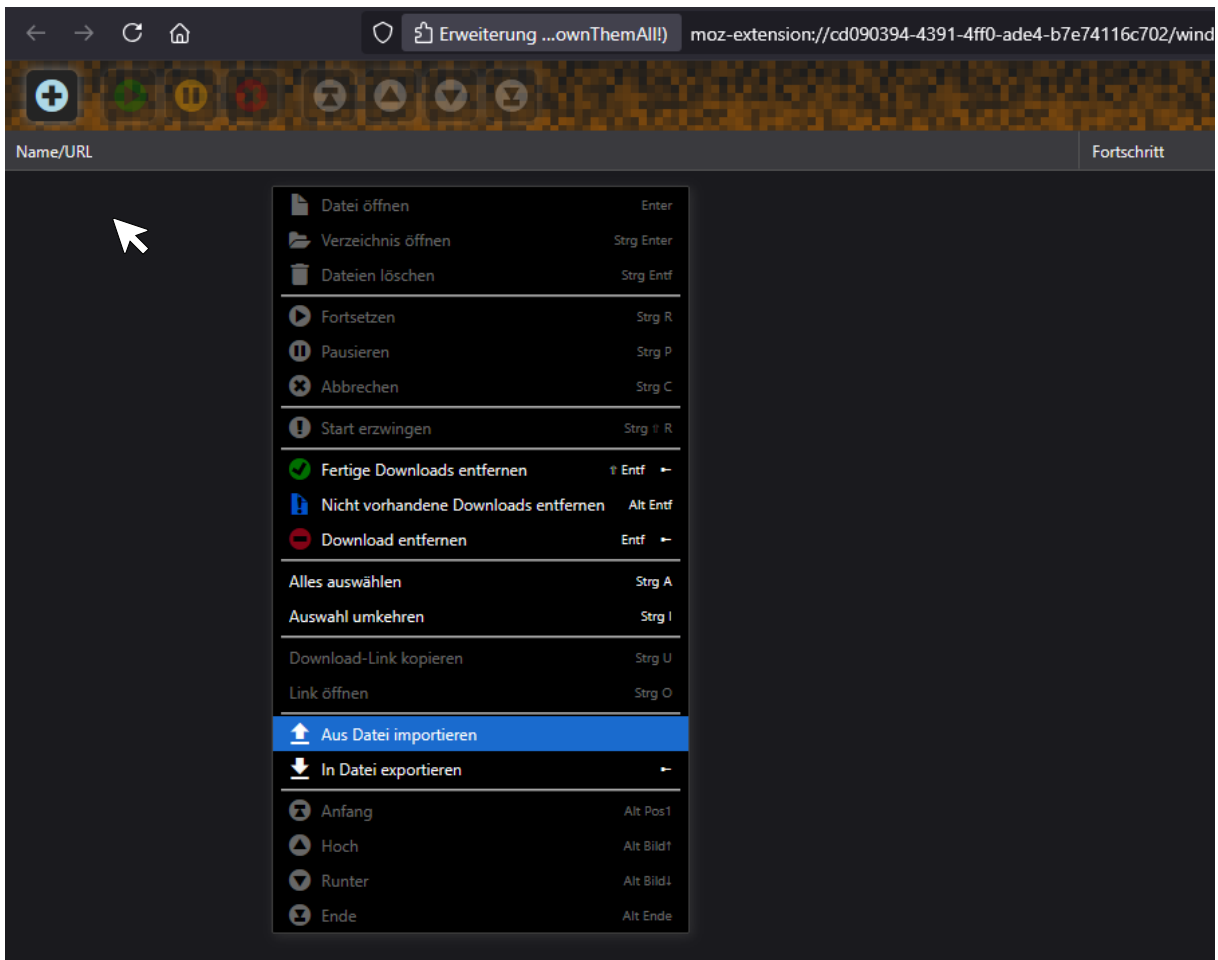 Erweiterung ...ownThemAll!) moz-extension://cd090394-4391-4ff0-ade4-b7e74116c702/wind
Name/URL Fortschritt
Datei öffnen Enter
Verzeichnis öffnen Strg Enter
Dateien löschen Strg Entf
Fortsetzen Strg R
Pausieren Strg P
Abbrechen Strg C
Start erzwingen Strg ⇧ R
Fertige Downloads entfernen ⇧ Entf
Nicht vorhandene Downloads entfernen Alt Entf
Download entfernen Entf
Alles auswählen Strg A
Auswahl umkehren Strg I
Download-Link kopieren Strg U
Link öffnen Strg O
Aus Datei importieren
In Datei exportieren
Anfang Alt Pos1
Hoch Alt Bild↑
Runter Alt Bild↓
Ende Alt Ende